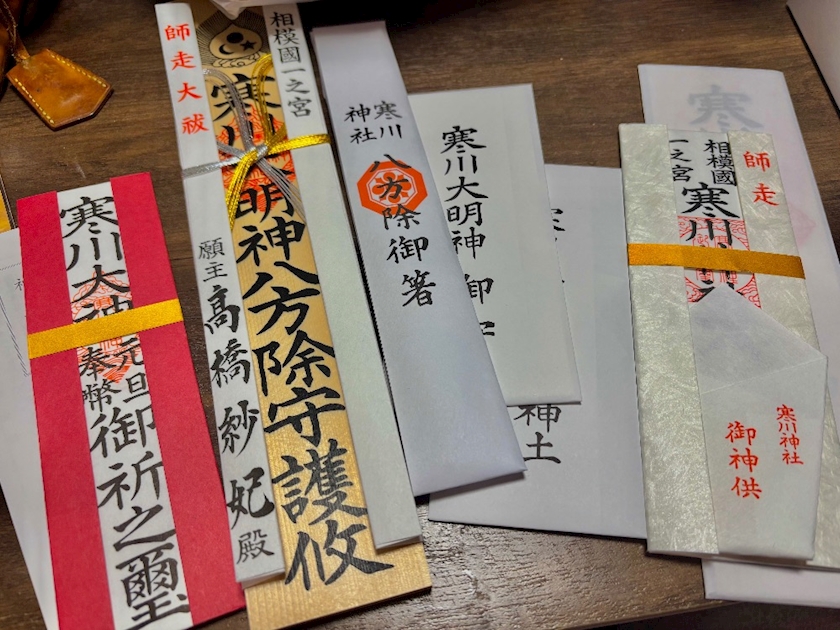 寒川大神
元旦
奉幣
御祈之璽
師走大祓
相模國一之宮
寒川大明神八方除守護攸
願主
高橋紗妃殿
寒川
神社
八方除御箸
寒川大明神
神土
寒
師走
相模國
一之宮
寒川
寒川神社
御神供